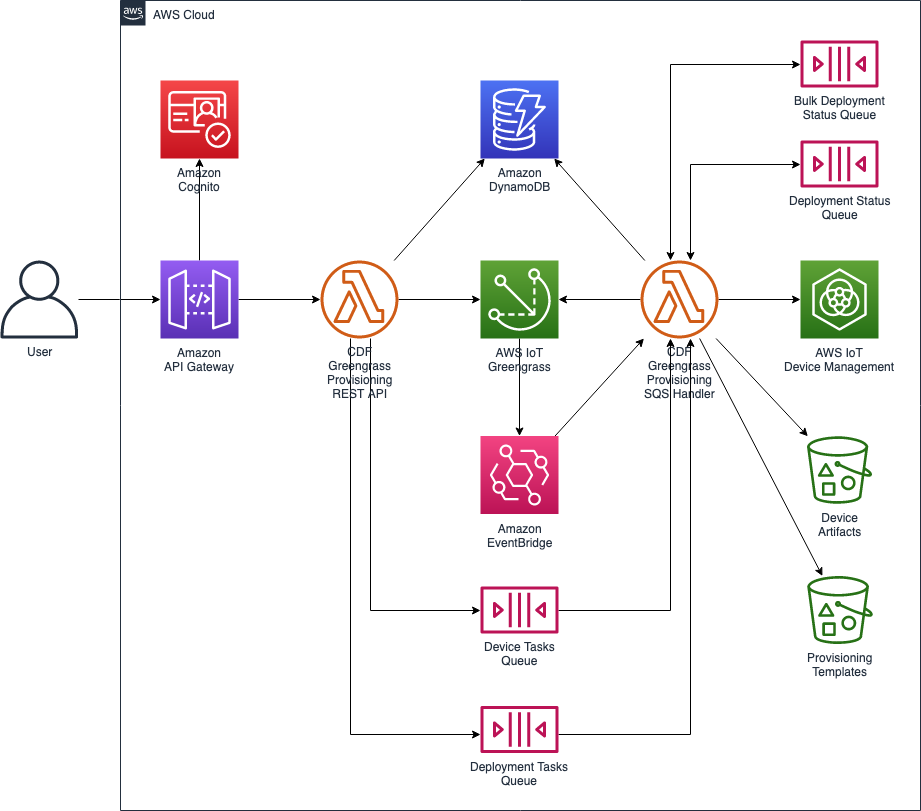 aws
AWS Cloud
Bulk Deployment
Status Queue
Amazon
Cognito
Amazon
DynamoDB
Deployment Status
Queue
User
Amazon
API Gateway
CDF
Greengrass
Provisioning
REST API
AWS IoT
Greengrass
CDF
Greengrass
Provisioning
SQS Handler
AWS IoT
Device Management
Amazon
EventBridge
Device
Artifacts
Device Tasks
Queue
Provisioning
Templates
Deployment Tasks
Queue